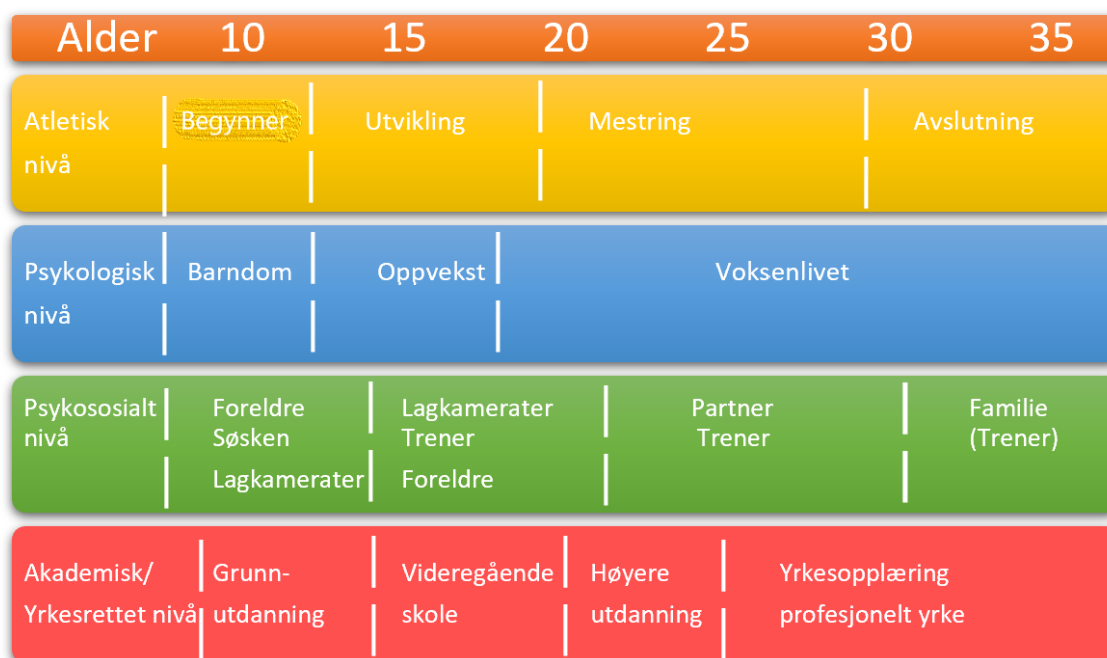 Alder 10 15 20 25 30 35
Atletisk Begynner Utvikling Mestring Avslutning
nivå
Psykologisk Barndom Oppvekst Voksenlivet
nivå
Psykososialt Foreldre Lagkamerater Partner Familie
nivå Søsken Trener Trener (Trener)
Lagkamerater Foreldre
Akademisk/ Grunn- Videregående Høyere Yrkesopplæring
Yrkesrettet nivå utdanning skole utdanning profesjonelt yrke